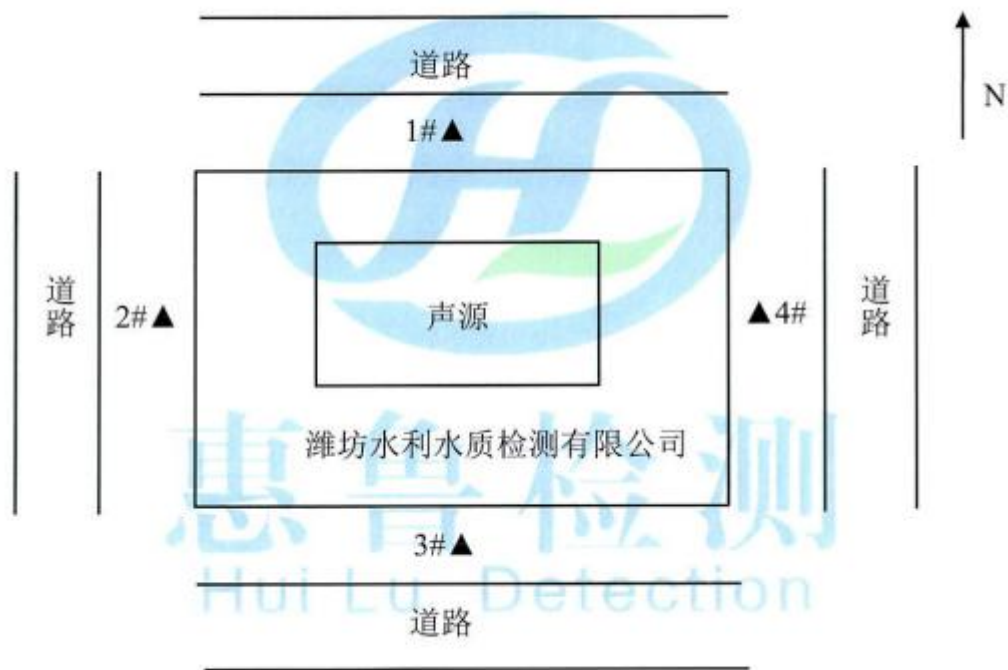 道路
N
1#▲
道路
2#▲
声源
▲4#
道路
潍坊水利水质检测有限公司
惠鲁检测
3#▲
Hui Lu Detection
道路